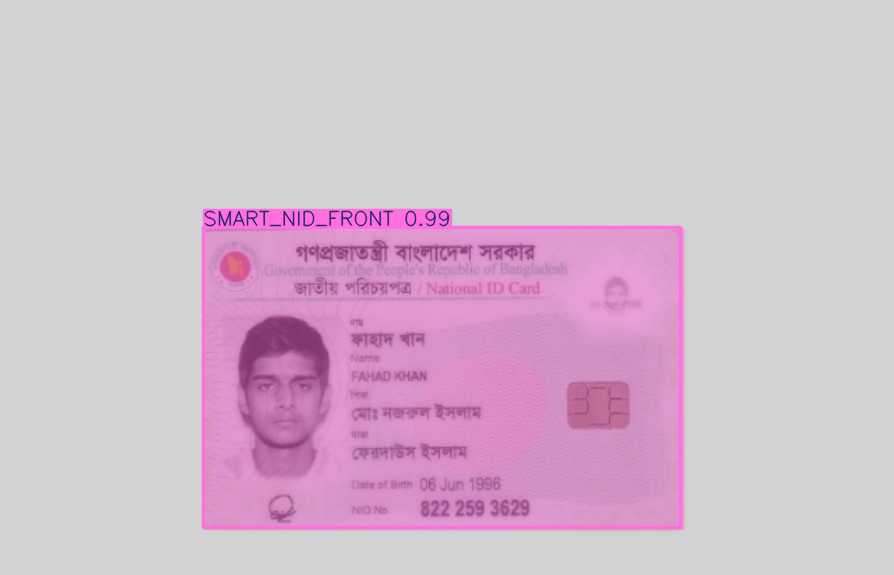 SMART_NID_FRONT 0.99
গণপ্রজাতন্ত্রী বাংলাদেশ সরকার
Government of the People's Republic of Bangladesh
জাতীয় পরিচয়পত্র / National ID Card
নাম
ফাহাদ খান
Name
FAHAD KHAN
পিতা
মোঃ নজরুল ইসলাম
মাতা
ফেরদাউস ইসলাম
Date of Birth 06 Jun 1996
NID No. 822 259 3629